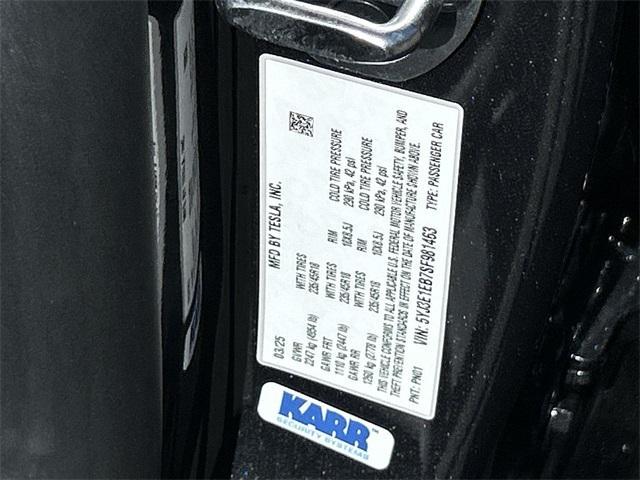 MFD BY TESLA, INC.
03/25
GVWR
2247 kg (4954 lb)
GAWR FRT WITH TIRES RIM COLD TIRE PRESSURE
1110 kg (2447 lb) 235/45R18 18X8.5J 290 kPa, 42 psi
GAWR RR WITH TIRES RIM COLD TIRE PRESSURE
1260 kg (2778 lb) 235/45R18 18X8.5J 290 kPa, 42 psi
THIS VEHICLE CONFORMS TO ALL APPLICABLE U.S. FEDERAL MOTOR VEHICLE SAFETY, BUMPER, AND
THEFT PREVENTION STANDARDS IN EFFECT ON THE DATE OF MANUFACTURE SHOWN ABOVE.
VIN: 5YJ3E1EB7SF981463 TYPE: PASSENGER CAR
PNT: PN01
KARR™
SECURITY SYSTEMS